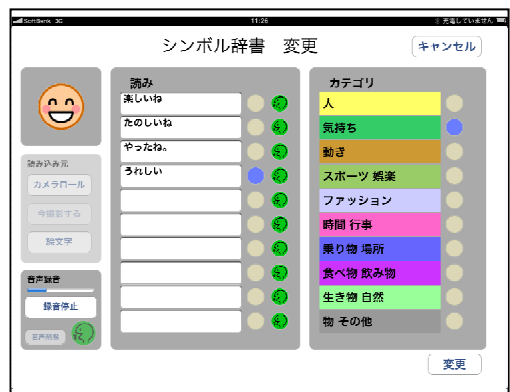 SoftBank 3G
11:26
充電していません
シンボル辞書 変更
キャンセル
読み
楽しいね
たのしいね
やったね。
うれしい
カテゴリ
人
気持ち
動き
スポーツ 娯楽
ファッション
時間 行事
乗り物 場所
食べ物 飲み物
生き物 自然
物 その他
読み込み元
カメラロール
今撮影する
絵文字
音声録音
録音停止
音声削除
変更